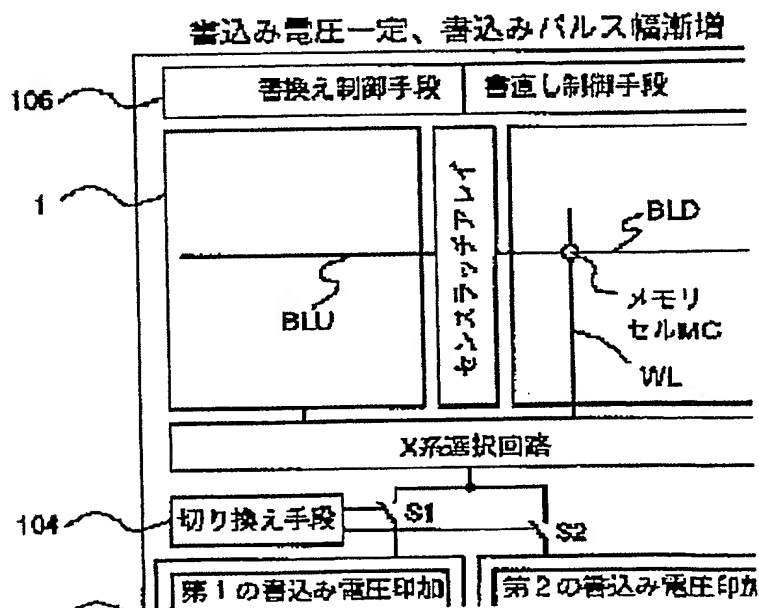 書込み電圧一定、書込みパルス幅漸増
106
書換え制御手段
書直し制御手段
1
センスラッチアレイ
BLD
BLU
メモリ
セルMC
WL
X系選択回路
104
切り換え手段
S1
S2
第1の書込み電圧印加
第2の書込み電圧印加